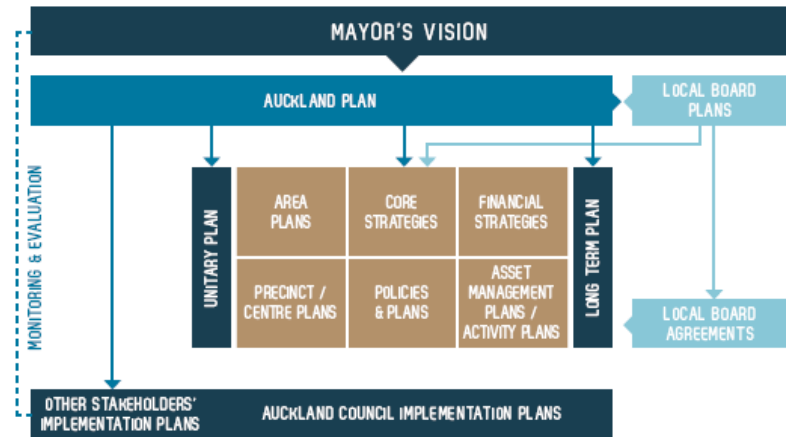 MAYOR'S VISION
AUCKLAND PLAN
LOCAL BOARD
PLANS
MONITORING & EVALUATION
UNITARY PLAN
AREA
PLANS
CORE
STRATEGIES
FINANCIAL
STRATEGIES
LONG TERM PLAN
PRECINCT /
CENTRE PLANS
POLICIES
& PLANS
ASSET
MANAGEMENT
PLANS /
ACTIVITY PLANS
LOCAL BOARD
AGREEMENTS
OTHER STAKEHOLDERS'
IMPLEMENTATION PLANS
AUCKLAND COUNCIL IMPLEMENTATION PLANS